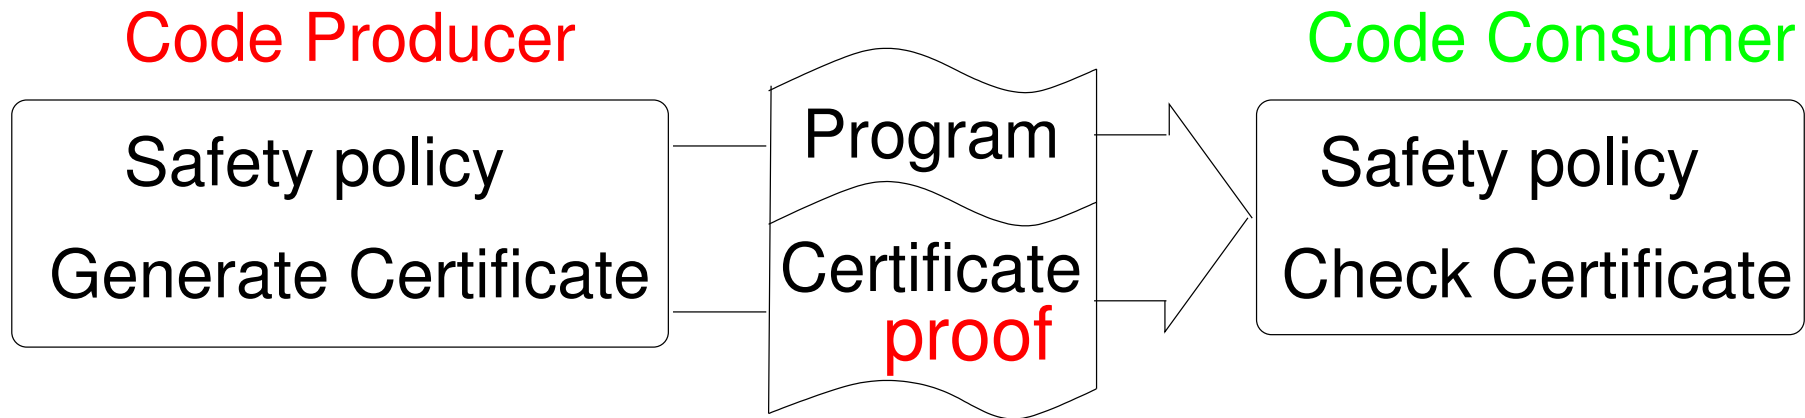 Code Producer
Safety policy
Generate Certificate
Program
Certificate
proof
Code Consumer
Safety policy
Check Certificate